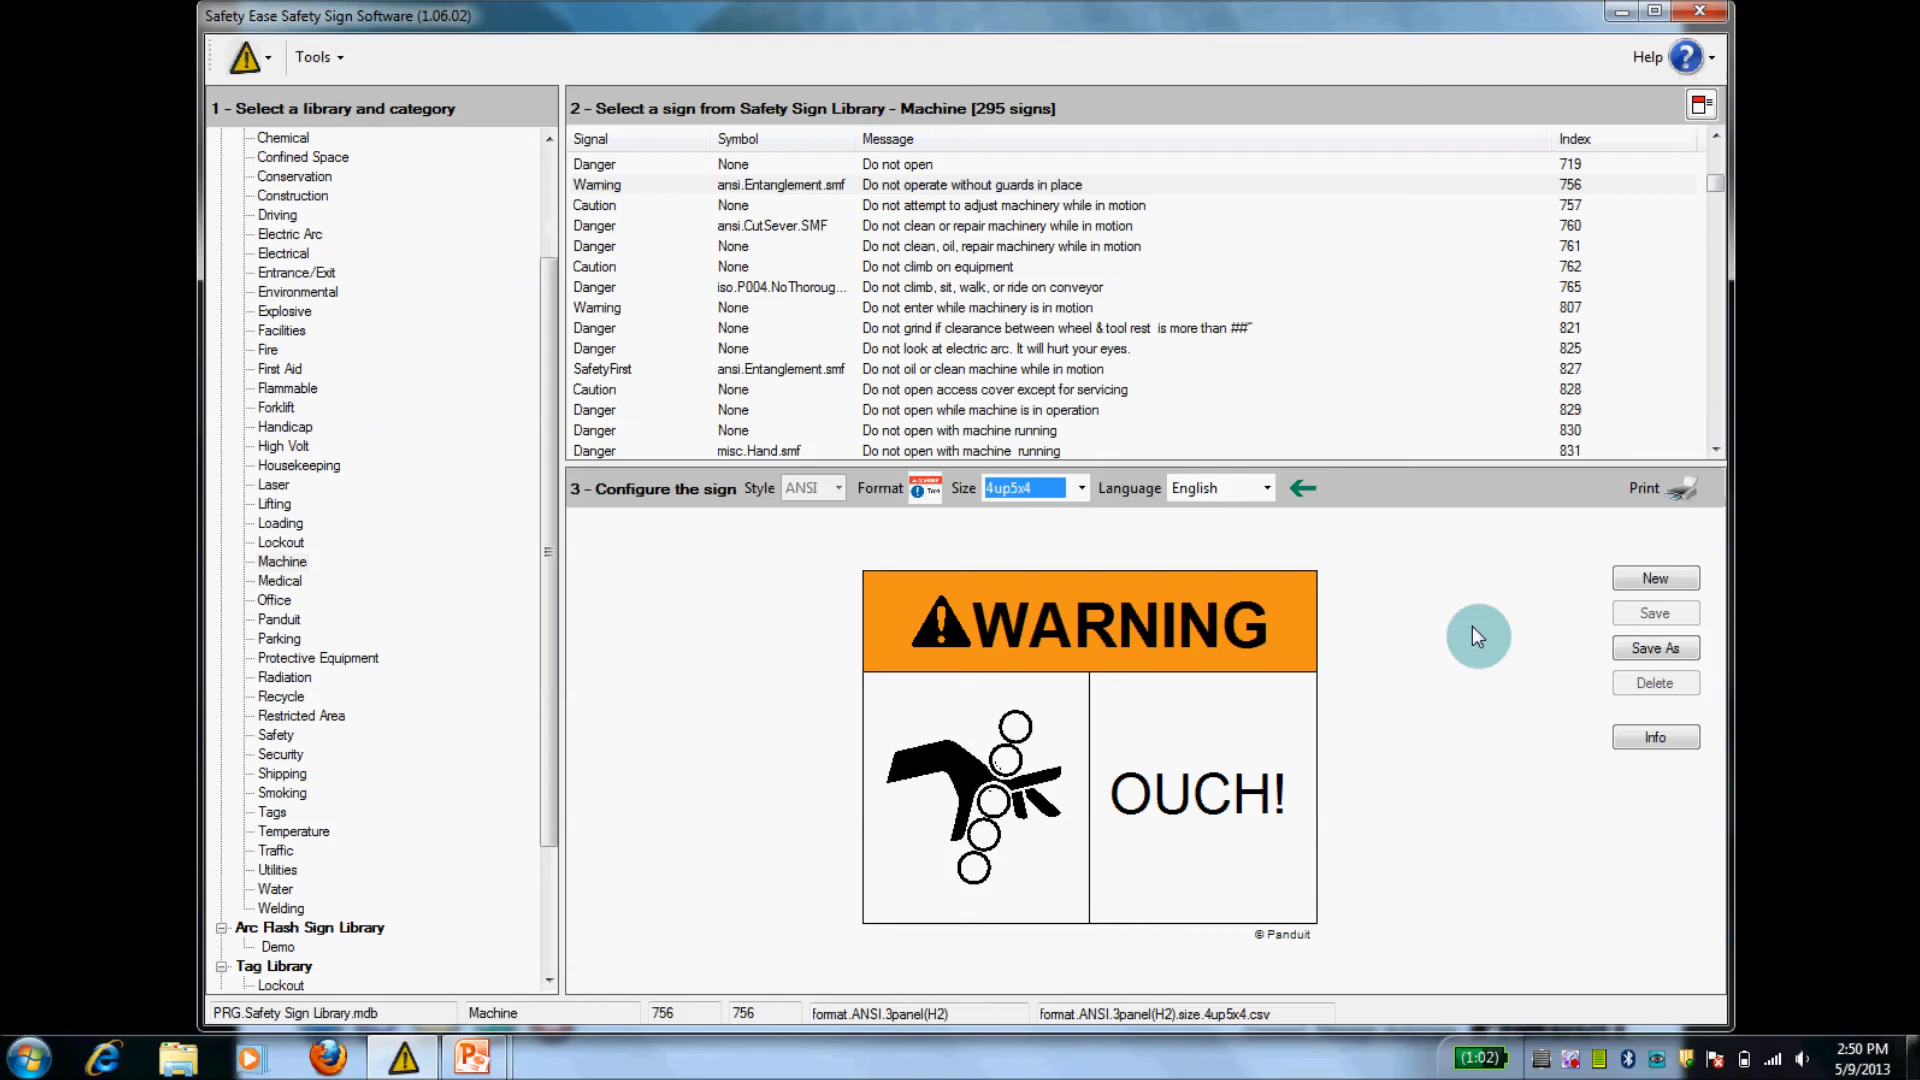 Safety Ease Safety Sign Software (1.06.02)
Tools
Help
1 - Select a library and category
Chemical
Confined Space
Conservation
Construction
Driving
Electric Arc
Electrical
Entrance/Exit
Environmental
Explosive
Facilities
Fire
First Aid
Flammable
Forklift
Handicap
High Volt
Housekeeping
Laser
Lifting
Loading
Lockout
Machine
Medical
Office
Panduit
Parking
Protective Equipment
Radiation
Recycle
Restricted Area
Safety
Security
Shipping
Smoking
Tags
Temperature
Traffic
Utilities
Water
Welding
Arc Flash Sign Library
Demo
Tag Library
Lockout
2 - Select a sign from Safety Sign Library - Machine [295 signs]
Signal Symbol Message Index
Danger None Do not open 719
Warning ansi.Entanglement.smf Do not operate without guards in place 756
Caution None Do not attempt to adjust machinery while in motion 757
Danger ansi.CutSever.SMF Do not clean or repair machinery while in motion 760
Danger None Do not clean, oil, repair machinery while in motion 761
Caution None Do not climb on equipment 762
Danger iso.P004.NoThoroug... Do not climb, sit, walk, or ride on conveyor 765
Warning None Do not enter while machinery is in motion 807
Danger None Do not grind if clearance between wheel & tool rest is more than ##" 821
Danger None Do not look at electric arc. It will hurt your eyes. 825
SafetyFirst ansi.Entanglement.smf Do not oil or clean machine while in motion 827
Caution None Do not open access cover except for servicing 828
Danger None Do not open while machine is in operation 829
Danger None Do not open with machine running 830
Danger misc.Hand.smf Do not open with machine running 831
3 - Configure the sign Style ANSI Format Size 4up5x4 Language English Print
WARNING
OUCH!
© Panduit
New
Save
Save As
Delete
Info
PRG.Safety Sign Library.mdb Machine 756 756 format.ANSI.3panel(H2) format.ANSI.3panel(H2).size.4up5x4.csv
(1:02)
2:50 PM
5/9/2013